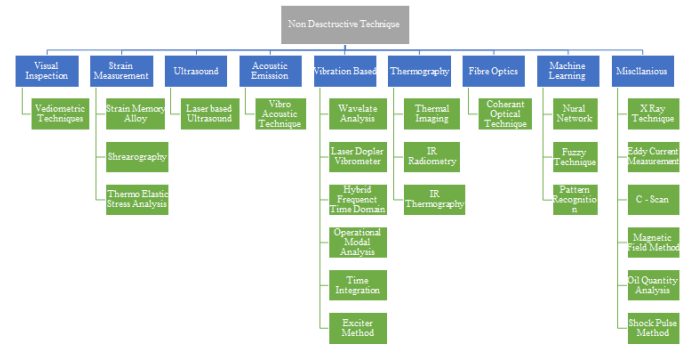 Non Desctructive Technique
Visual
Inspection
Strain
Measurement
Ultrasound
Acoustic
Emission
Vibration Based
Thermography
Fibre Optics
Machine
Learning
Miscllanious
Vediometric
Techniques
Strain Memory
Alloy
Shrearography
Thermo Elastic
Stress Analysis
Laser based
Ultrasound
Vibro
Acoustic
Technique
Wavelate
Analysis
Laser Dopler
Vibrometer
Hybrid
Frequenct
Time Domain
Operational
Modal
Analysis
Time
Integration
Exciter
Method
Thermal
Imaging
IR
Radiometry
IR
Thermography
Coherant
Optical
Technique
Nural
Network
Fuzzy
Technique
Pattern
Recognitio
n
X Ray
Technique
Eddy Current
Measurement
C - Scan
Magnetic
Field Method
Oil Quantity
Analysis
Shock Pulse
Method